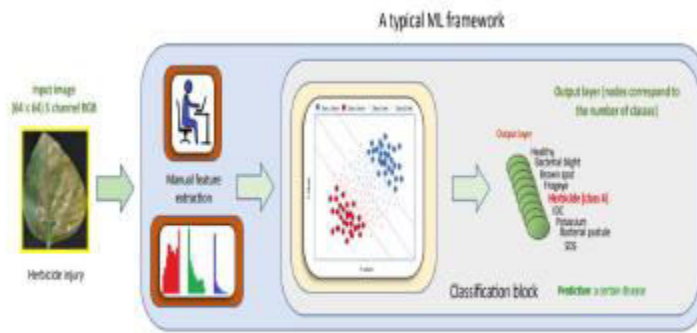 A typical ML framework
Input image
(64 × 64) 3 channel RGB
Herbicide injury
Manual feature
extraction
Output layer (nodes correspond to
the number of classes)
Output layer
Healthy
Bacterial blight
Brown spot
Frogeye
Herbicide (class 4)
IDC
Potassium
Bacterial pustule
SDS
Classification block
Prediction: a certain disease